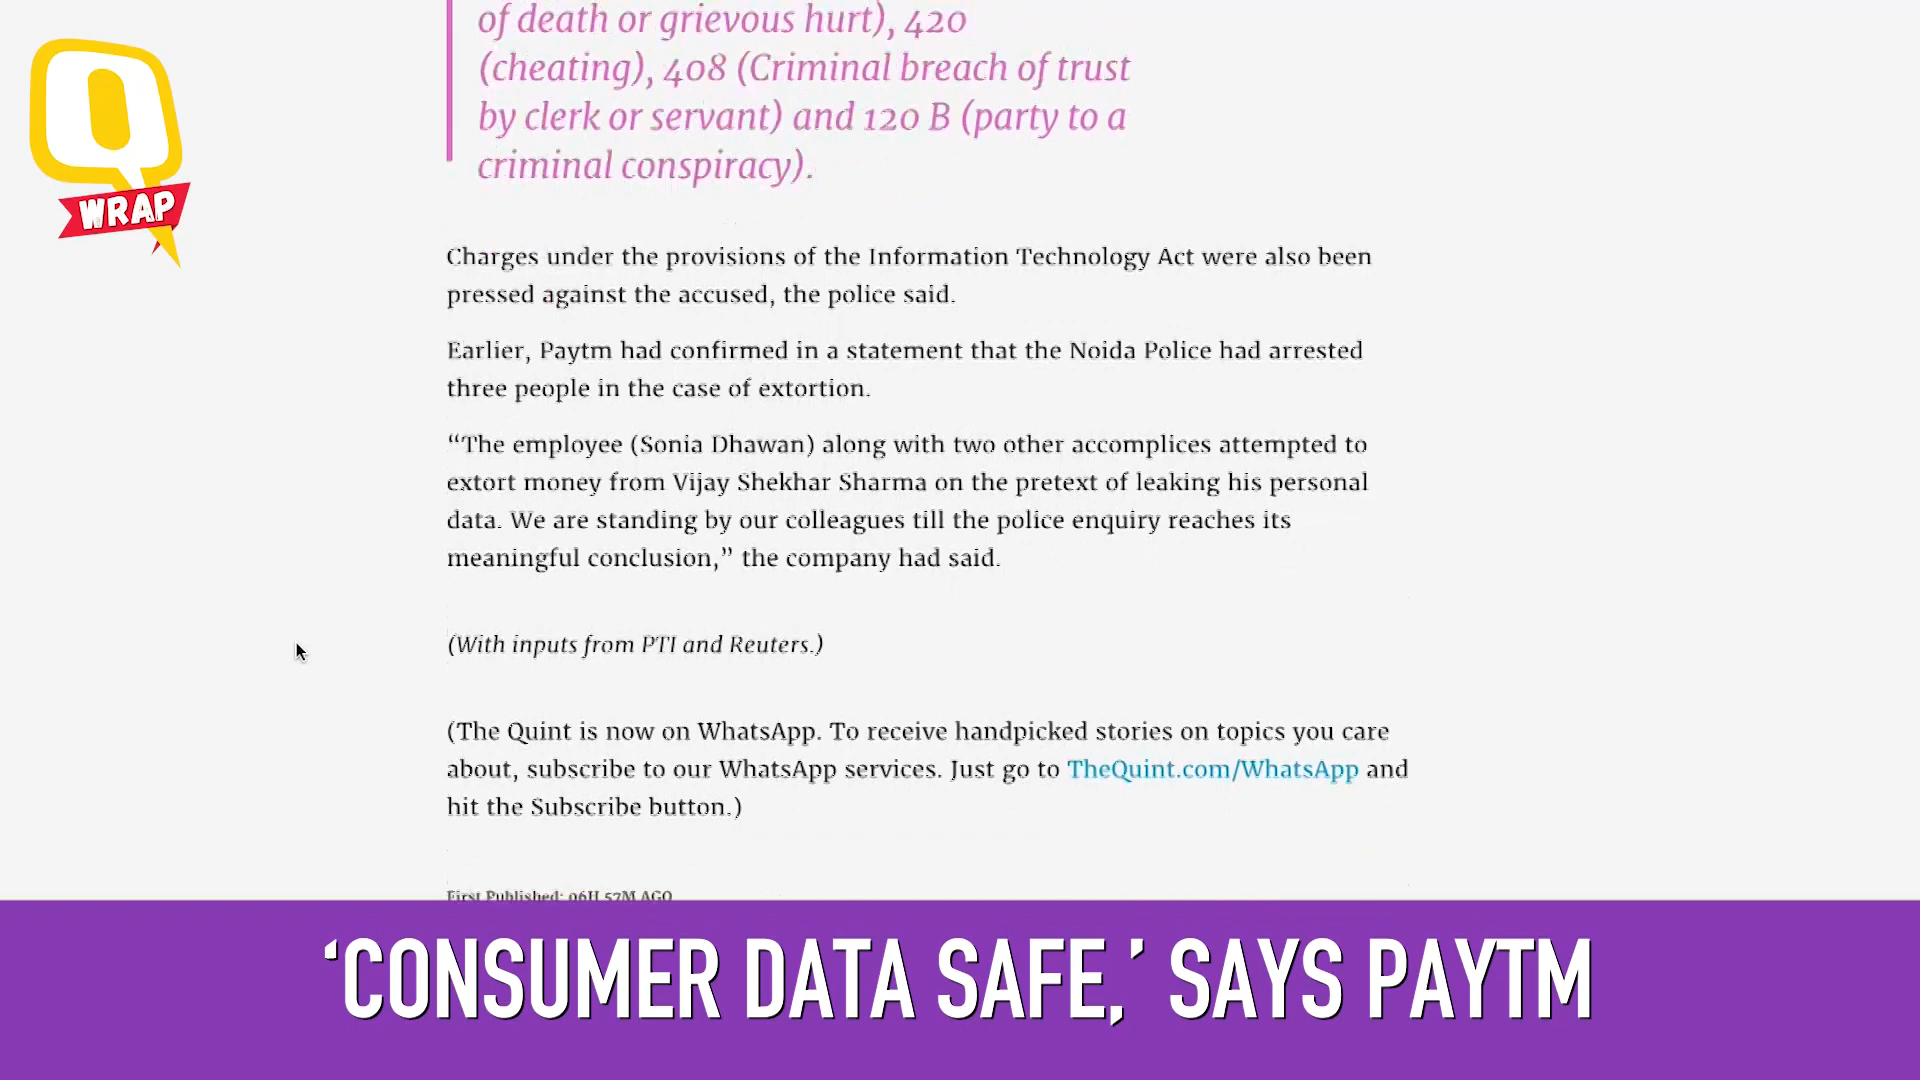 of death or grievous hurt), 420
(cheating), 408 (Criminal breach of trust
by clerk or servant) and 120 B (party to a
criminal conspiracy).
Q
WRAP
Charges under the provisions of the Information Technology Act were also been
pressed against the accused, the police said.
Earlier, Paytm had confirmed in a statement that the Noida Police had arrested
three people in the case of extortion.
“The employee (Sonia Dhawan) along with two other accomplices attempted to
extort money from Vijay Shekhar Sharma on the pretext of leaking his personal
data. We are standing by our colleagues till the police enquiry reaches its
meaningful conclusion,” the company had said.
(With inputs from PTI and Reuters.)
(The Quint is now on WhatsApp. To receive handpicked stories on topics you care
about, subscribe to our WhatsApp services. Just go to TheQuint.com/WhatsApp and
hit the Subscribe button.)
First Published: 06H 57M AGO
‘CONSUMER DATA SAFE,’ SAYS PAYTM